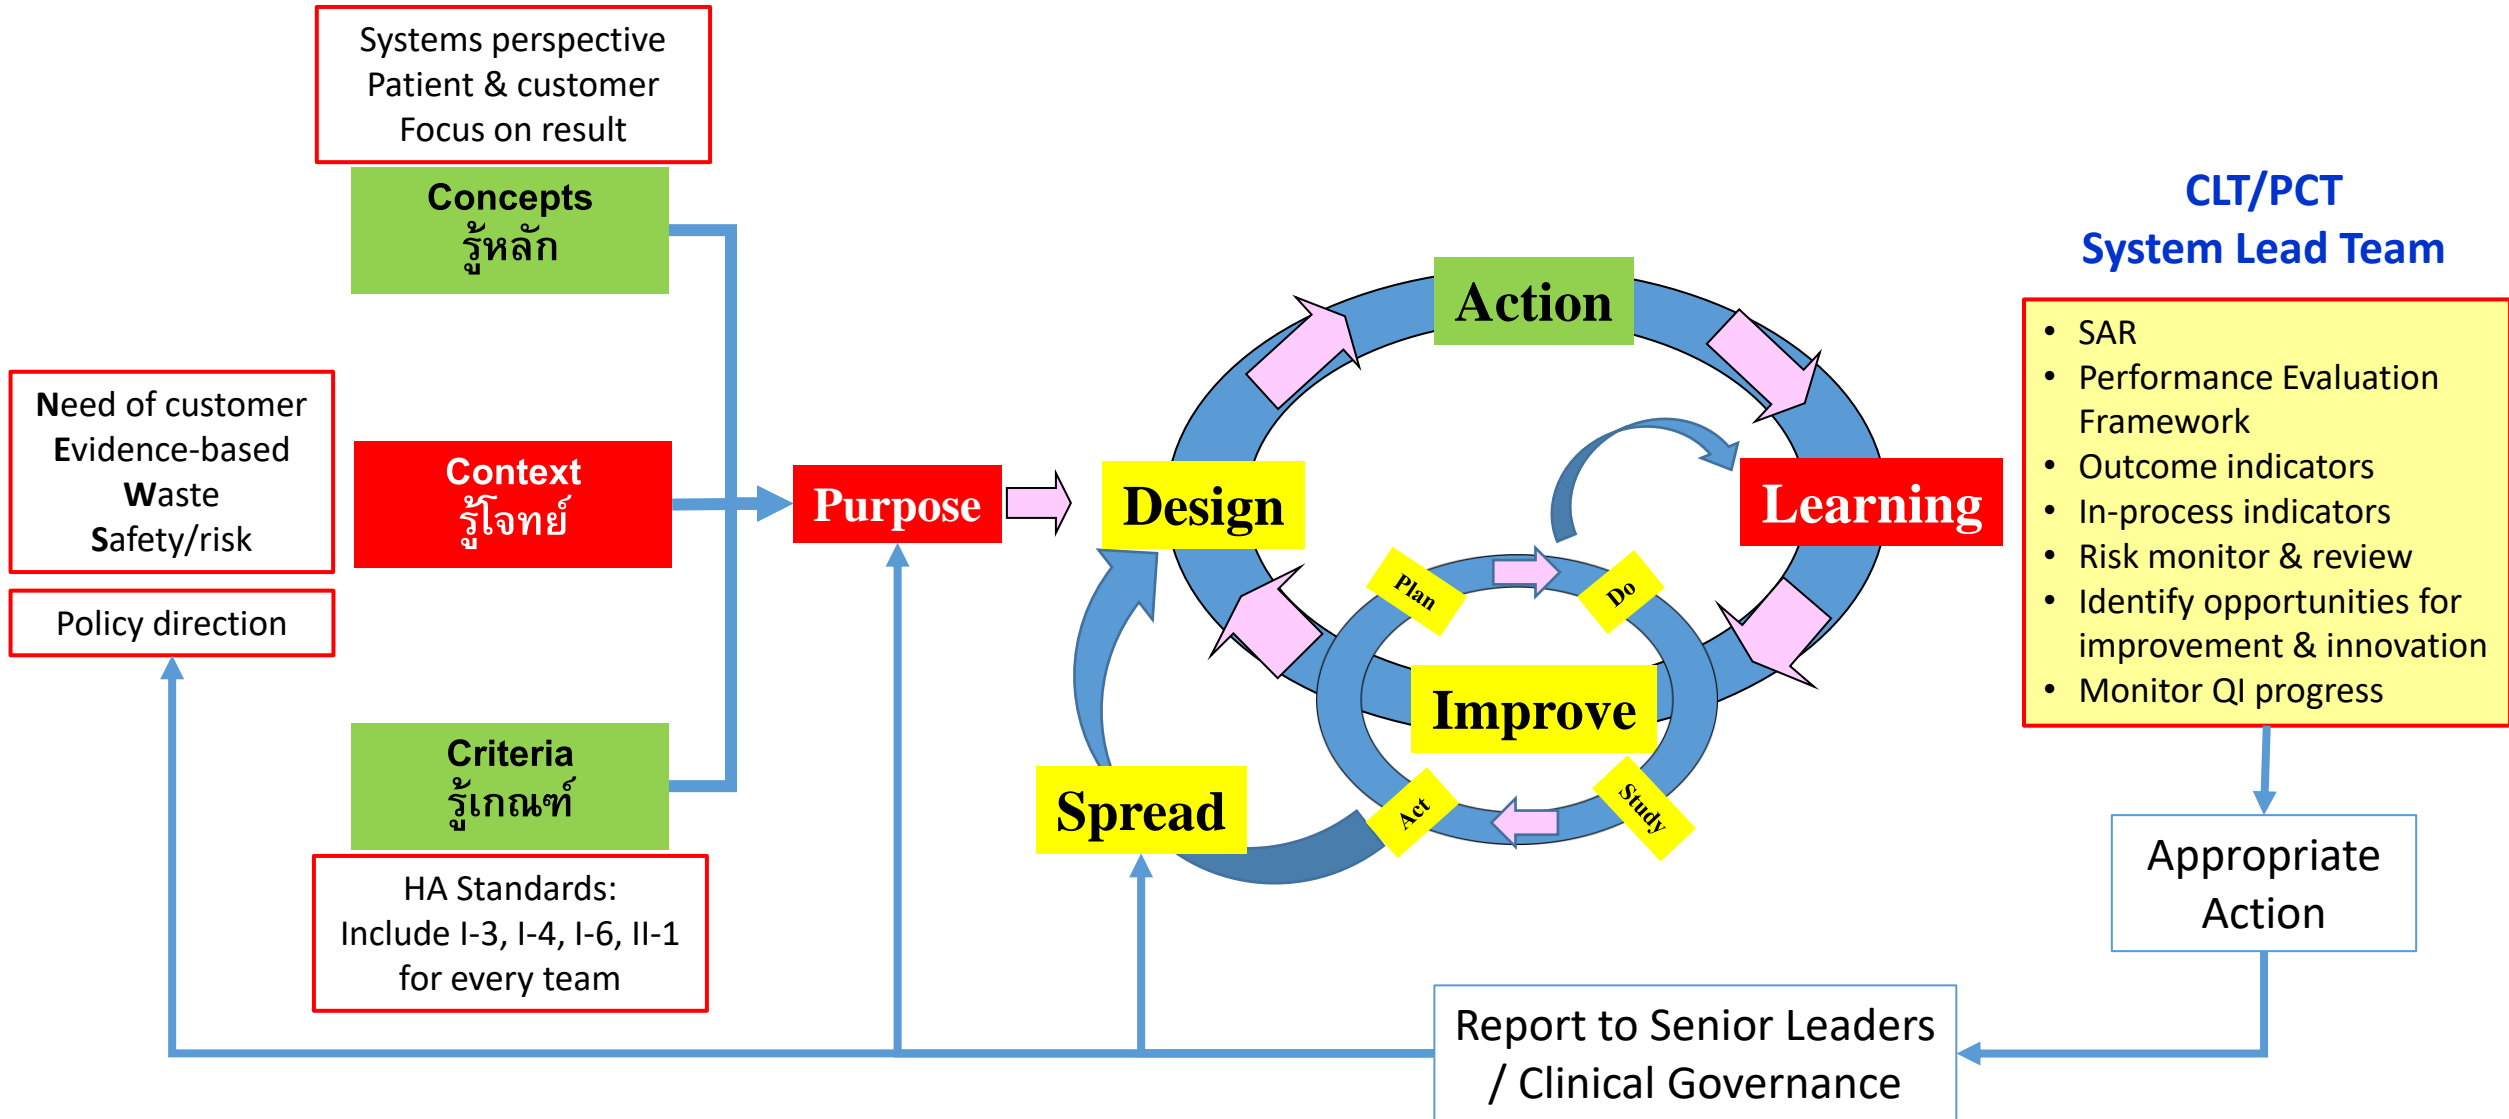 Systems perspective
Patient & customer
Focus on result
Concepts
รู้หลัก
Need of customer
Evidence-based
Waste
Safety/risk
Context
รู้โจทย์
Policy direction
Criteria
รู้เกณฑ์
HA Standards:
Include I-3, I-4, I-6, II-1
for every team
Purpose
Design
Action
Learning
Improve
Plan
Do
Study
Act
Spread
CLT/PCT
System Lead Team
• SAR
• Performance Evaluation
Framework
• Outcome indicators
• In-process indicators
• Risk monitor & review
• Identify opportunities for
improvement & innovation
• Monitor QI progress
Appropriate
Action
Report to Senior Leaders
/ Clinical Governance